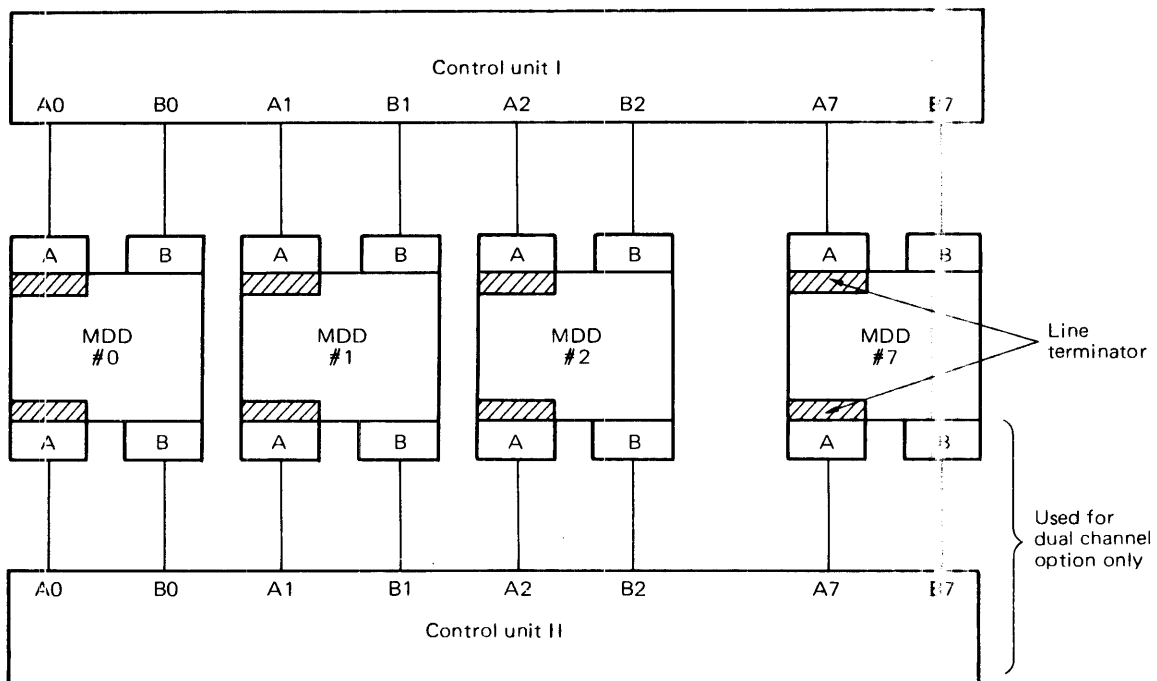 Control unit I
A0 B0 A1 B1 A2 B2 A7 B7
A B A B A B A B
MDD MDD MDD MDD
#0 #1 #2 #7
Line
terminator
A B A B A B A B
Used for
dual channel
option only
A0 B0 A1 B1 A2 B2 A7 B7
Control unit II